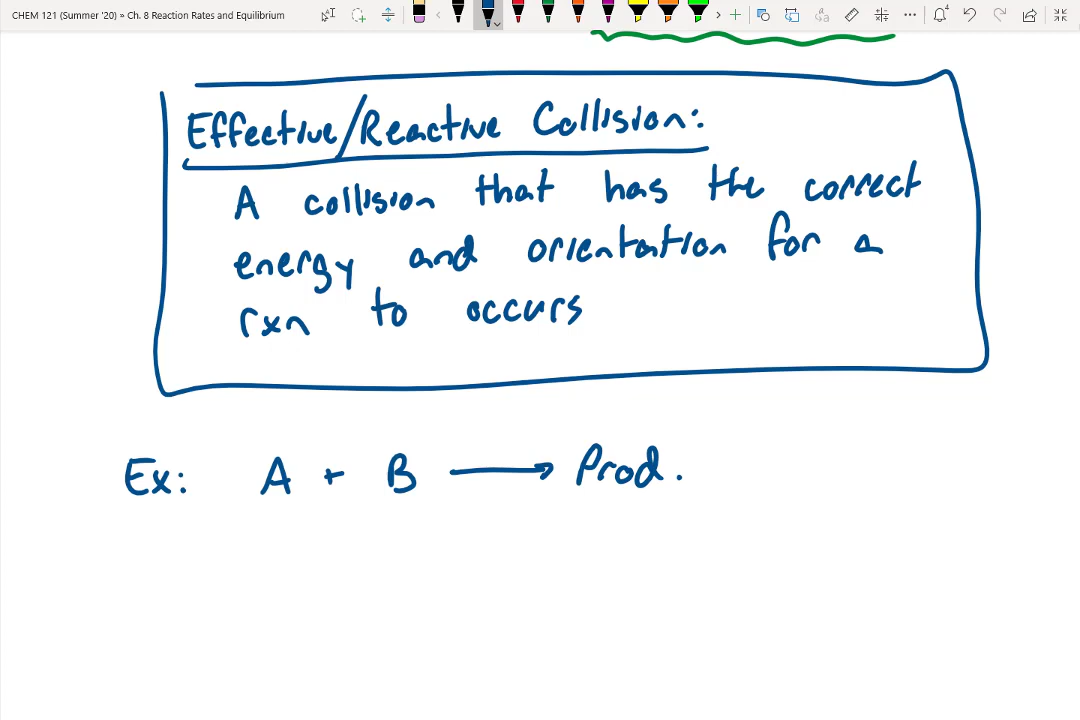 CHEM 121 (Summer '20) » Ch. 8 Reaction Rates and Equilibrium
Effective/Reactive Collision:
A collision that has the correct
energy and orientation for a
rxn to occurs
Ex: A + B ⟶ Prod.